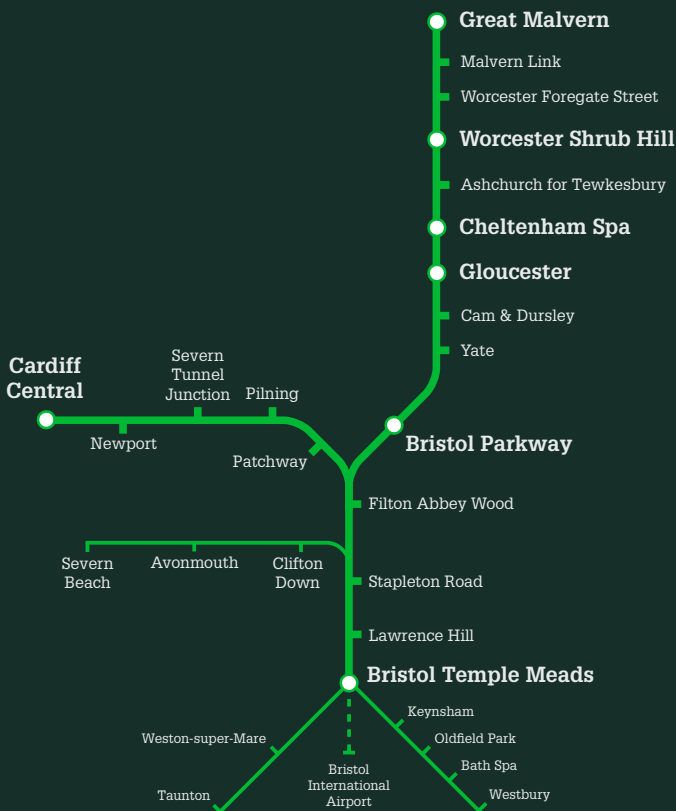 Great Malvern
Malvern Link
Worcester Foregate Street
Worcester Shrub Hill
Ashchurch for Tewkesbury
Cheltenham Spa
Gloucester
Cam & Dursley
Yate
Cardiff
Central
Severn
Tunnel
Junction
Pilning
Newport
Patchway
Bristol Parkway
Filton Abbey Wood
Severn
Beach
Avonmouth
Clifton
Down
Stapleton Road
Lawrence Hill
Bristol Temple Meads
Weston-super-Mare
Taunton
Bristol
International
Airport
Keynsham
Oldfield Park
Bath Spa
Westbury